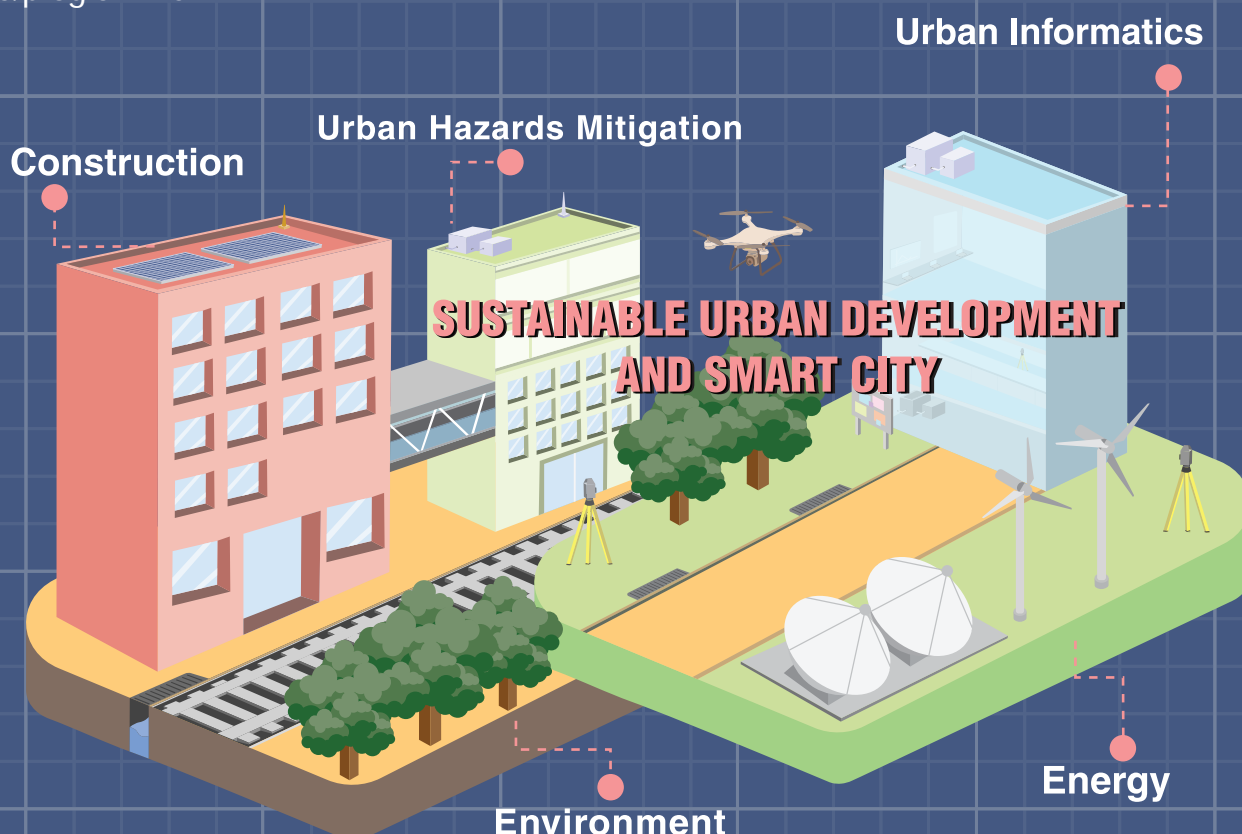 Urban Informatics
Urban Hazards Mitigation
Construction
SUSTAINABLE URBAN DEVELOPMENT
AND SMART CITY
Energy
Environment